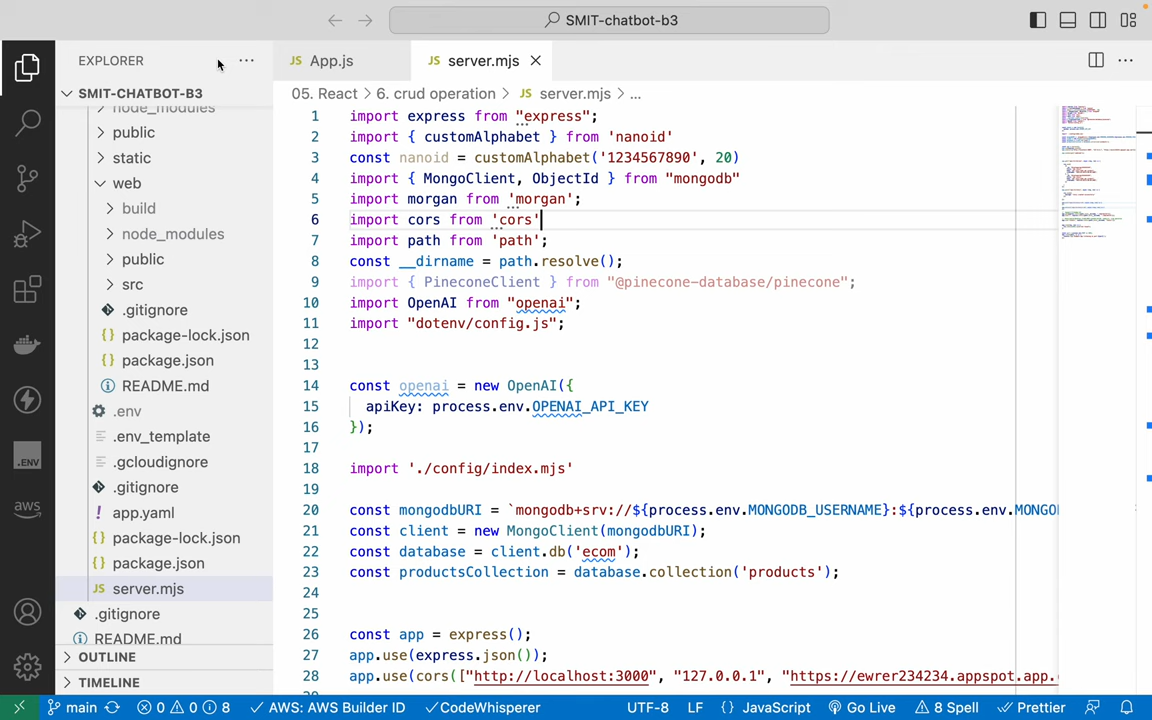 SMIT-chatbot-b3
EXPLORER
SMIT-CHATBOT-B3
node_modules
public
static
web
build
node_modules
public
src
.gitignore
package-lock.json
package.json
README.md
.env
.env_template
.gcloudignore
.gitignore
app.yaml
package-lock.json
package.json
JS server.mjs
.gitignore
README.md
OUTLINE
TIMELINE
.ENV
aws
JS App.js
JS server.mjs
05. React > 6. crud operation > JS server.mjs > ...
1 import express from "express";
2 import { customAlphabet } from 'nanoid'
3 const nanoid = customAlphabet('1234567890', 20)
4 import { MongoClient, ObjectId } from "mongodb"
5 import morgan from 'morgan';
6 import cors from 'cors'
7 import path from 'path';
8 const __dirname = path.resolve();
9 import { PineconeClient } from "@pinecone-database/pinecone";
10 import OpenAI from "openai";
11 import "dotenv/config.js";
12
13
14 const openai = new OpenAI({
15 apiKey: process.env.OPENAI_API_KEY
16 });
17
18 import './config/index.mjs'
19
20 const mongodbURI = `mongodb+srv://${process.env.MONGODB_USERNAME}:${process.env.MONGO
21 const client = new MongoClient(mongodbURI);
22 const database = client.db('ecom');
23 const productsCollection = database.collection('products');
24
25
26 const app = express();
27 app.use(express.json());
28 app.use(cors(["http://localhost:3000", "127.0.0.1", "https://ewrer234234.appspot.app.
main 0 0 8 AWS: AWS Builder ID CodeWhisperer UTF-8 LF {} JavaScript Go Live 8 Spell Prettier